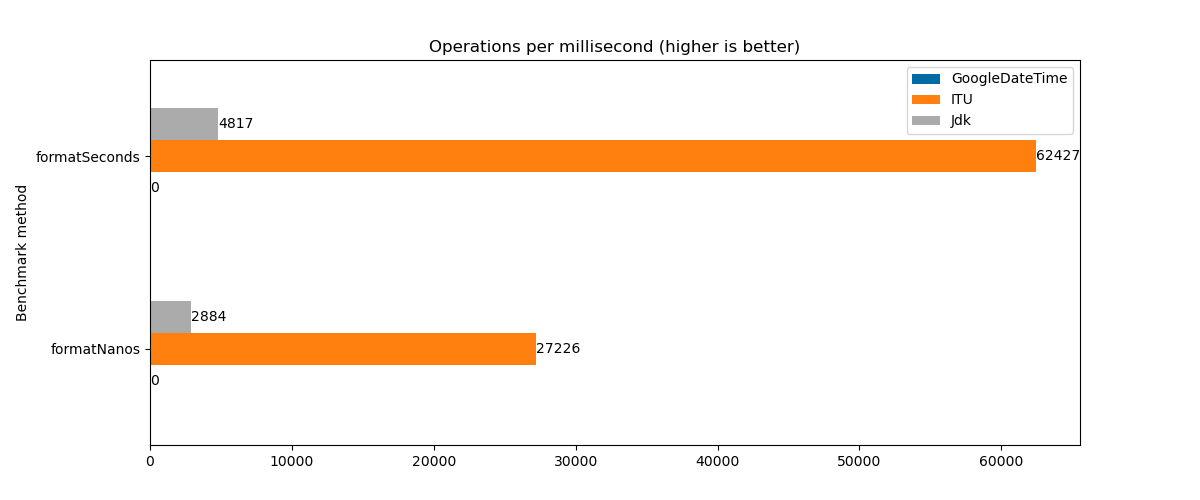 Operations per millisecond (higher is better)
GoogleDateTime
ITU
Jdk
Benchmark method
formatSeconds
4817
62427
0
formatNanos
2884
27226
0
0 10000 20000 30000 40000 50000 60000